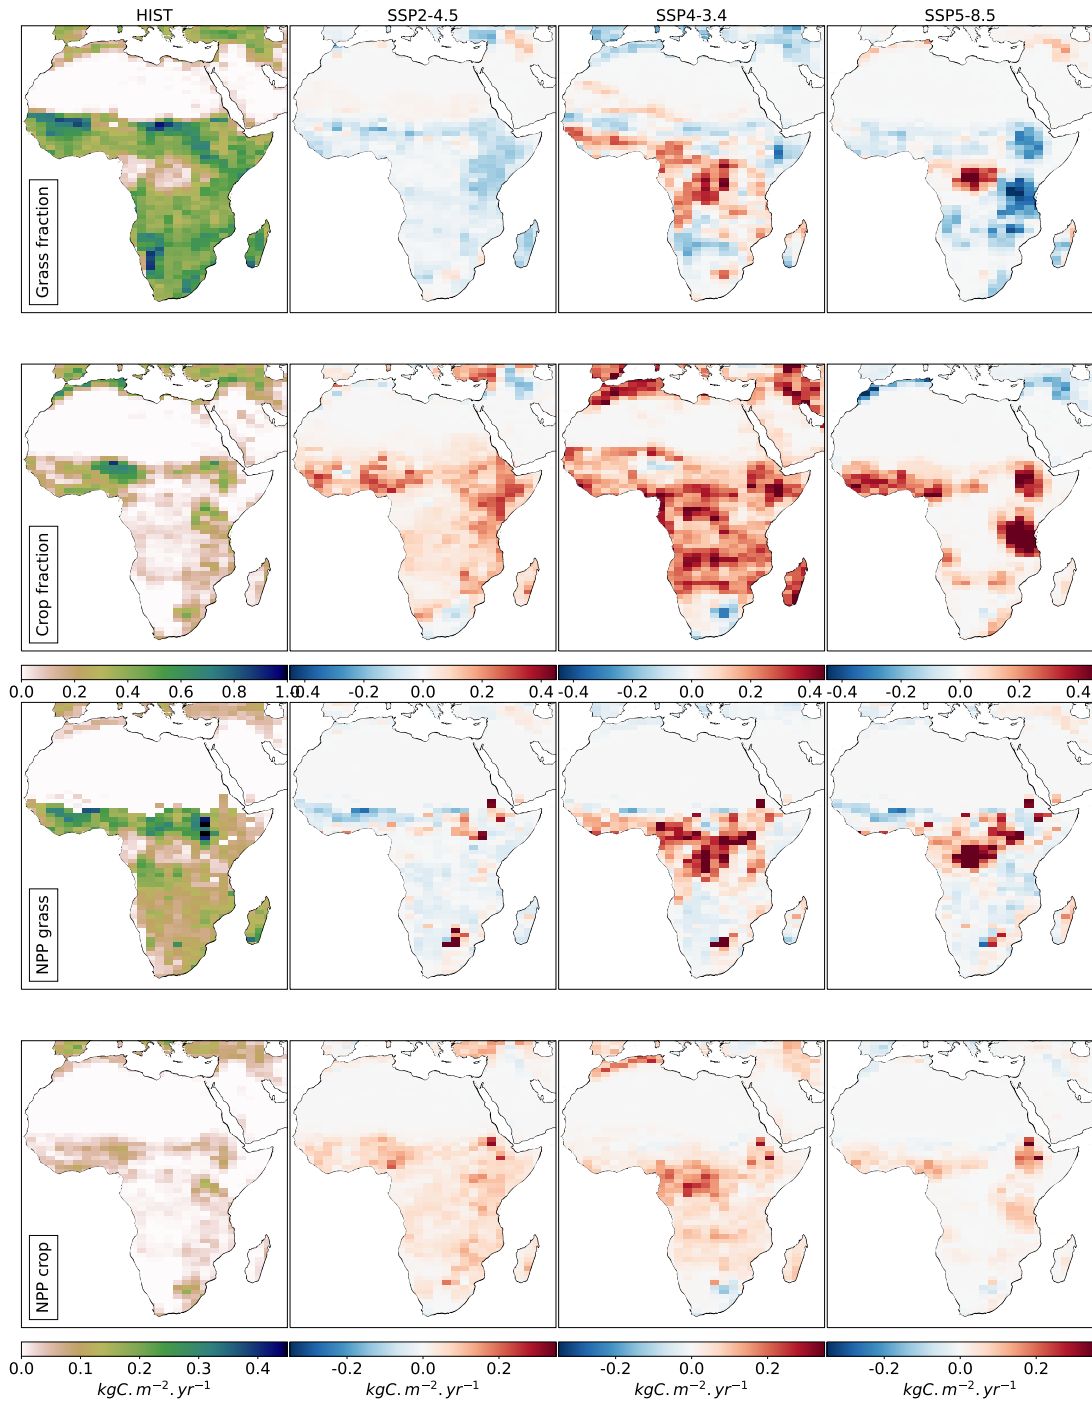 HIST SSP2-4.5 SSP4-3.4 SSP5-8.5
Grass fraction
Crop fraction
0.0 0.2 0.4 0.6 0.8 1.0 -0.4 -0.2 0.0 0.2 0.4 -0.4 -0.2 0.0 0.2 0.4 -0.4 -0.2 0.0 0.2 0.4
NPP grass
NPP crop
0.0 0.1 0.2 0.3 0.4 -0.2 0.0 0.2 -0.2 0.0 0.2 -0.2 0.0 0.2
kgC.m⁻².yr⁻¹ kgC.m⁻².yr⁻¹ kgC.m⁻².yr⁻¹ kgC.m⁻².yr⁻¹